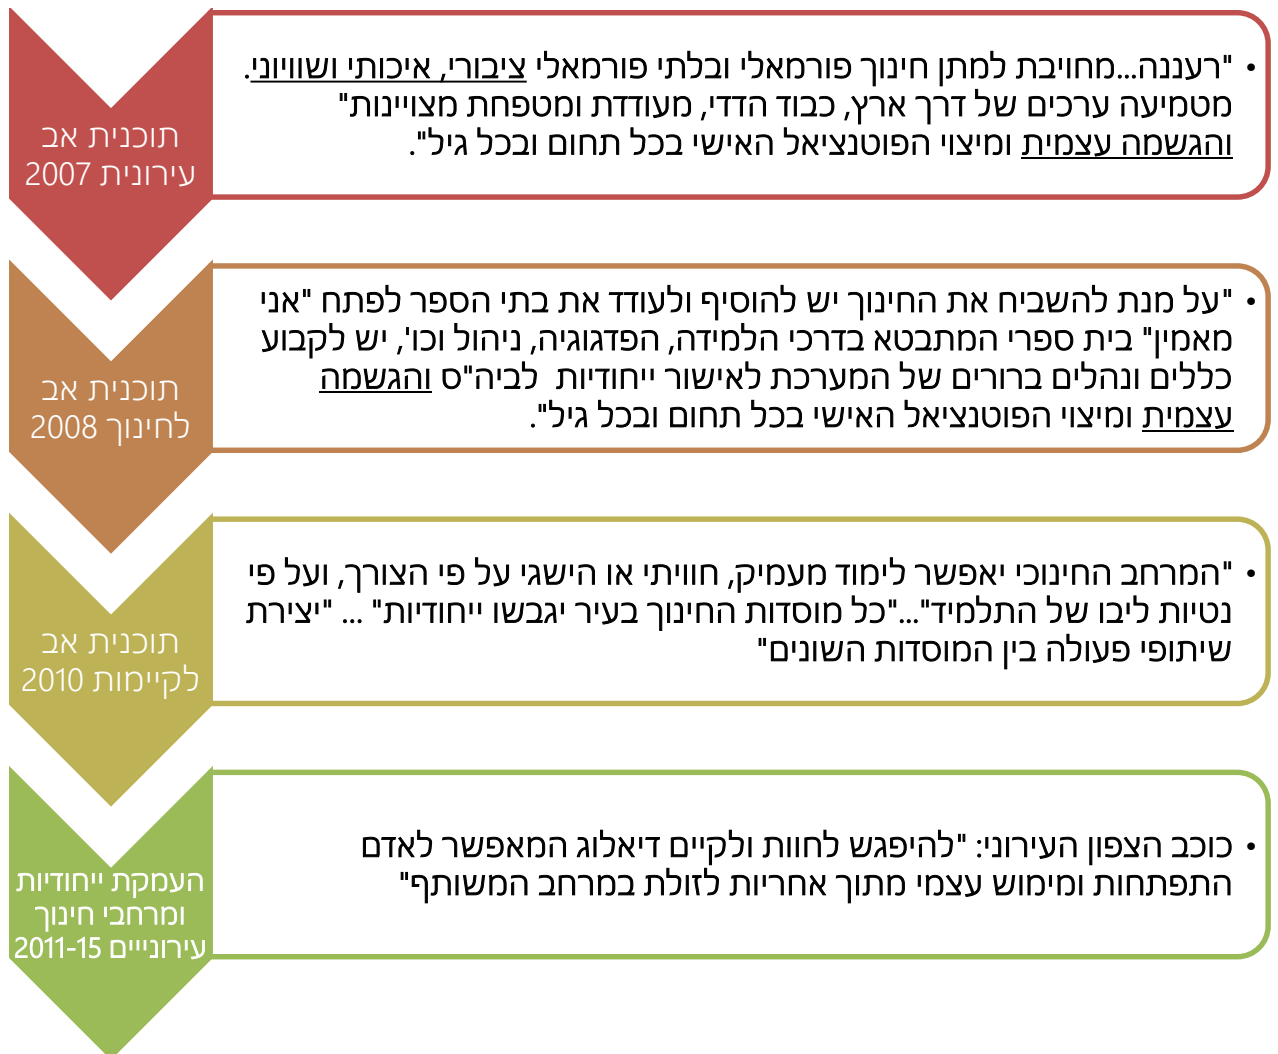 תוכנית אב
עירונית 2007
• "רעננה...מחויבת למתן חינוך פורמאלי ובלתי פורמאלי ציבורי, איכותי ושוויוני.
מטמיעה ערכים של דרך ארץ, כבוד הדדי, מעודדת ומטפחת מצויינות"
והגשמה עצמית ומיצוי הפוטנציאל האישי בכל תחום ובכל גיל".
תוכנית אב
לחינוך 2008
• "על מנת להשביח את החינוך יש להוסיף ולעודד את בתי הספר לפתח "אני
מאמין" בית ספרי המתבטא בדרכי הלמידה, הפדגוגיה, ניהול וכו', יש לקבוע
כללים ונהלים ברורים של המערכת לאישור ייחודיות לביה"ס והגשמה
עצמית ומיצוי הפוטנציאל האישי בכל תחום ובכל גיל".
תוכנית אב
לקיימות 2010
• "המרחב החינוכי יאפשר לימוד מעמיק, חוויתי או הישגי על פי הצורך, ועל פי
נטיות ליבו של התלמיד"..."כל מוסדות החינוך בעיר יגבשו ייחודיות" ... "יצירת
שיתופי פעולה בין המוסדות השונים"
העמקת ייחודיות
ומרחבי חינוך
עירונייים 2011-15
• כוכב הצפון העירוני: "להיפגש לחוות ולקיים דיאלוג המאפשר לאדם
התפתחות ומימוש עצמי מתוך אחריות לזולת במרחב המשותף"